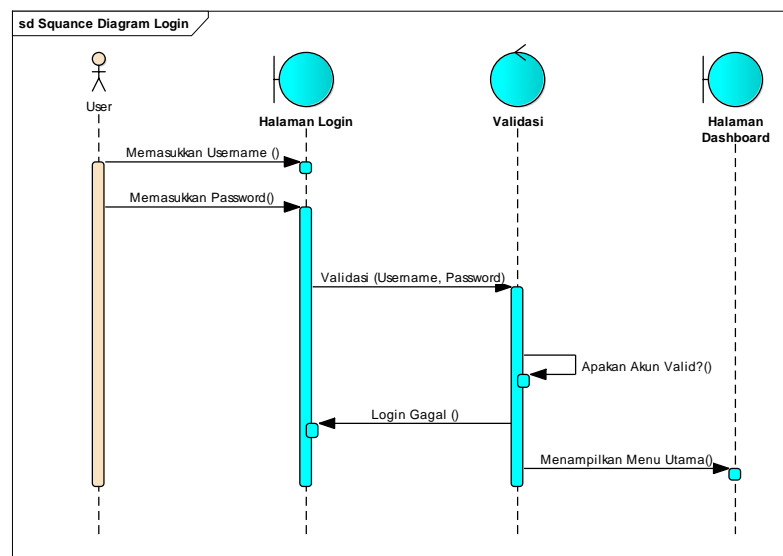 sd Squance Diagram Login
User
Halaman Login
Validasi
Halaman
Dashboard
Memasukkan Username ()
Memasukkan Password()
Validasi (Username, Password)
Apakan Akun Valid?()
Login Gagal ()
Menampilkan Menu Utama()